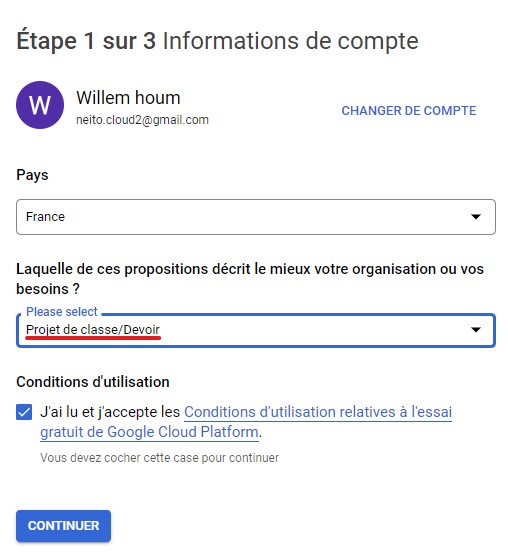 Étape 1 sur 3 Informations de compte
W
Willem houm
neito.cloud2@gmail.com
CHANGER DE COMPTE
Pays
France
Laquelle de ces propositions décrit le mieux votre organisation ou vos
besoins ?
Please select
Projet de classe/Devoir
Conditions d'utilisation
J'ai lu et j'accepte les Conditions d'utilisation relatives à l'essai
gratuit de Google Cloud Platform.
Vous devez cocher cette case pour continuer
CONTINUER